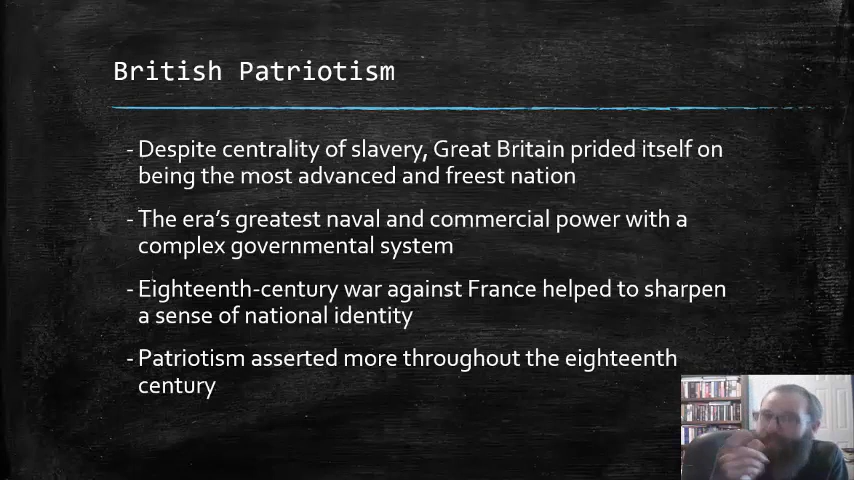 British Patriotism
- Despite centrality of slavery, Great Britain prided itself on
being the most advanced and freest nation
- The era’s greatest naval and commercial power with a
complex governmental system
- Eighteenth-century war against France helped to sharpen
a sense of national identity
- Patriotism asserted more throughout the eighteenth
century